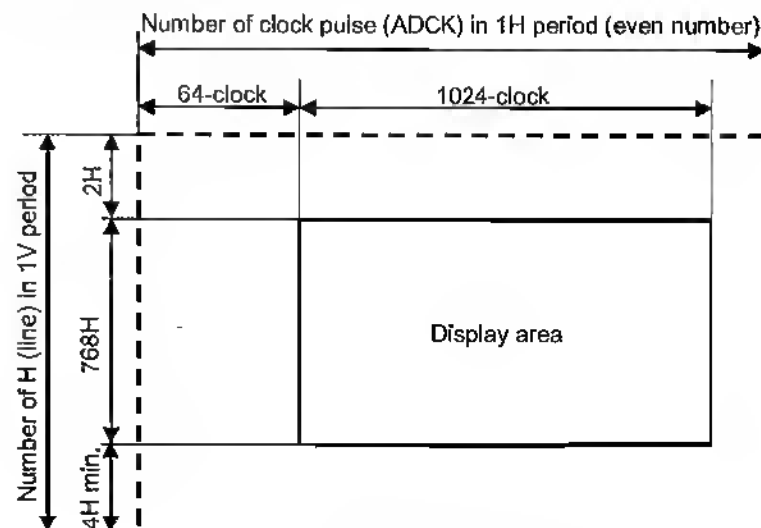 Number of clock pulse (ADCK) in 1H period (even number)
64-clock
1024-clock
Number of H (line) in 1V period
2H
768H
Display area
4H min.